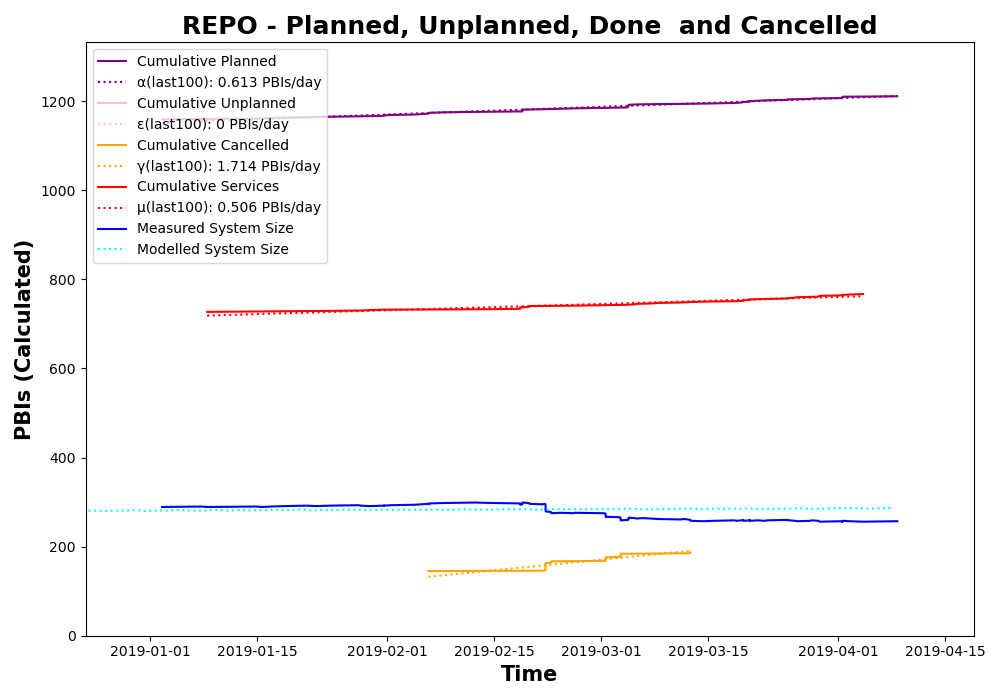 REPO - Planned, Unplanned, Done  and Cancelled
Cumulative Planned
α(last100): 0.613 PBIs/day
Cumulative Unplanned
ε(last100): 0 PBIs/day
Cumulative Cancelled
γ(last100): 1.714 PBIs/day
Cumulative Services
μ(last100): 0.506 PBIs/day
Measured System Size
Modelled System Size
PBIs (Calculated)
1200
1000
800
600
400
200
0
2019-01-01 2019-01-15 2019-02-01 2019-02-15 2019-03-01 2019-03-15 2019-04-01 2019-04-15
Time